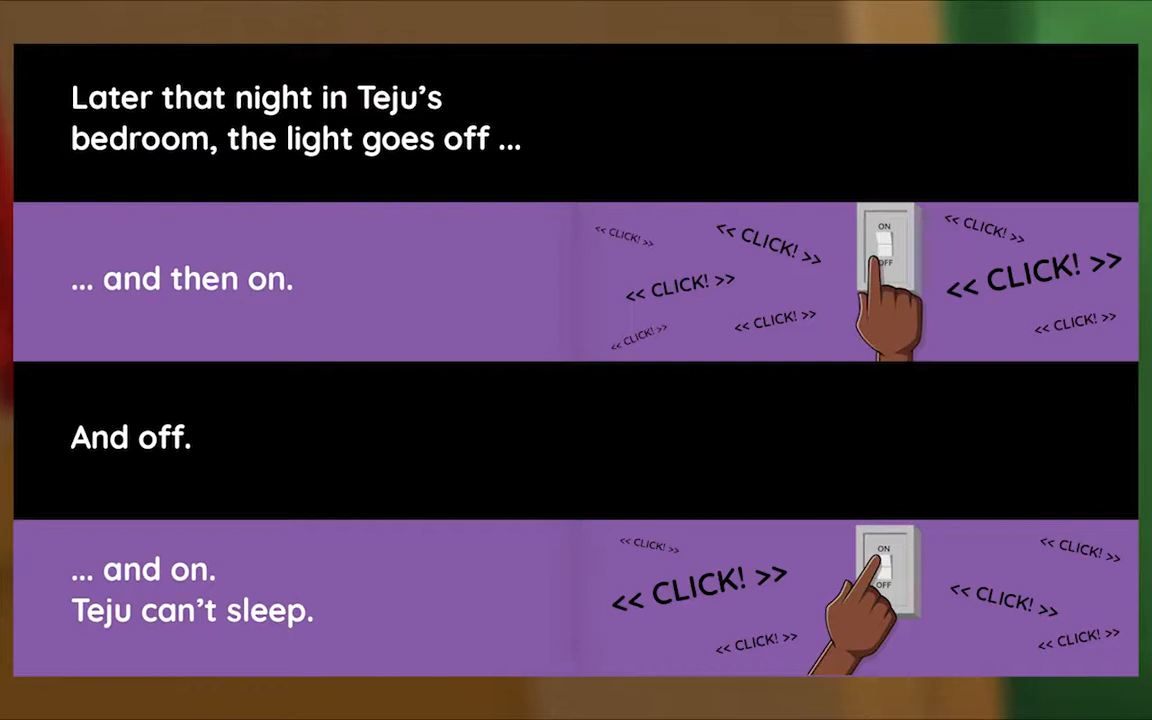 Later that night in Teju's
bedroom, the light goes off ...
... and then on.
<< CLICK! >>
<< CLICK! >>
<< CLICK! >>
<< CLICK! >>
<< CLICK! >>
ON
OFF
<< CLICK! >>
<< CLICK! >>
<< CLICK! >>
And off.
... and on.
Teju can't sleep.
<< CLICK! >>
<< CLICK! >>
<< CLICK! >>
ON
OFF
<< CLICK! >>
<< CLICK! >>
<< CLICK! >>